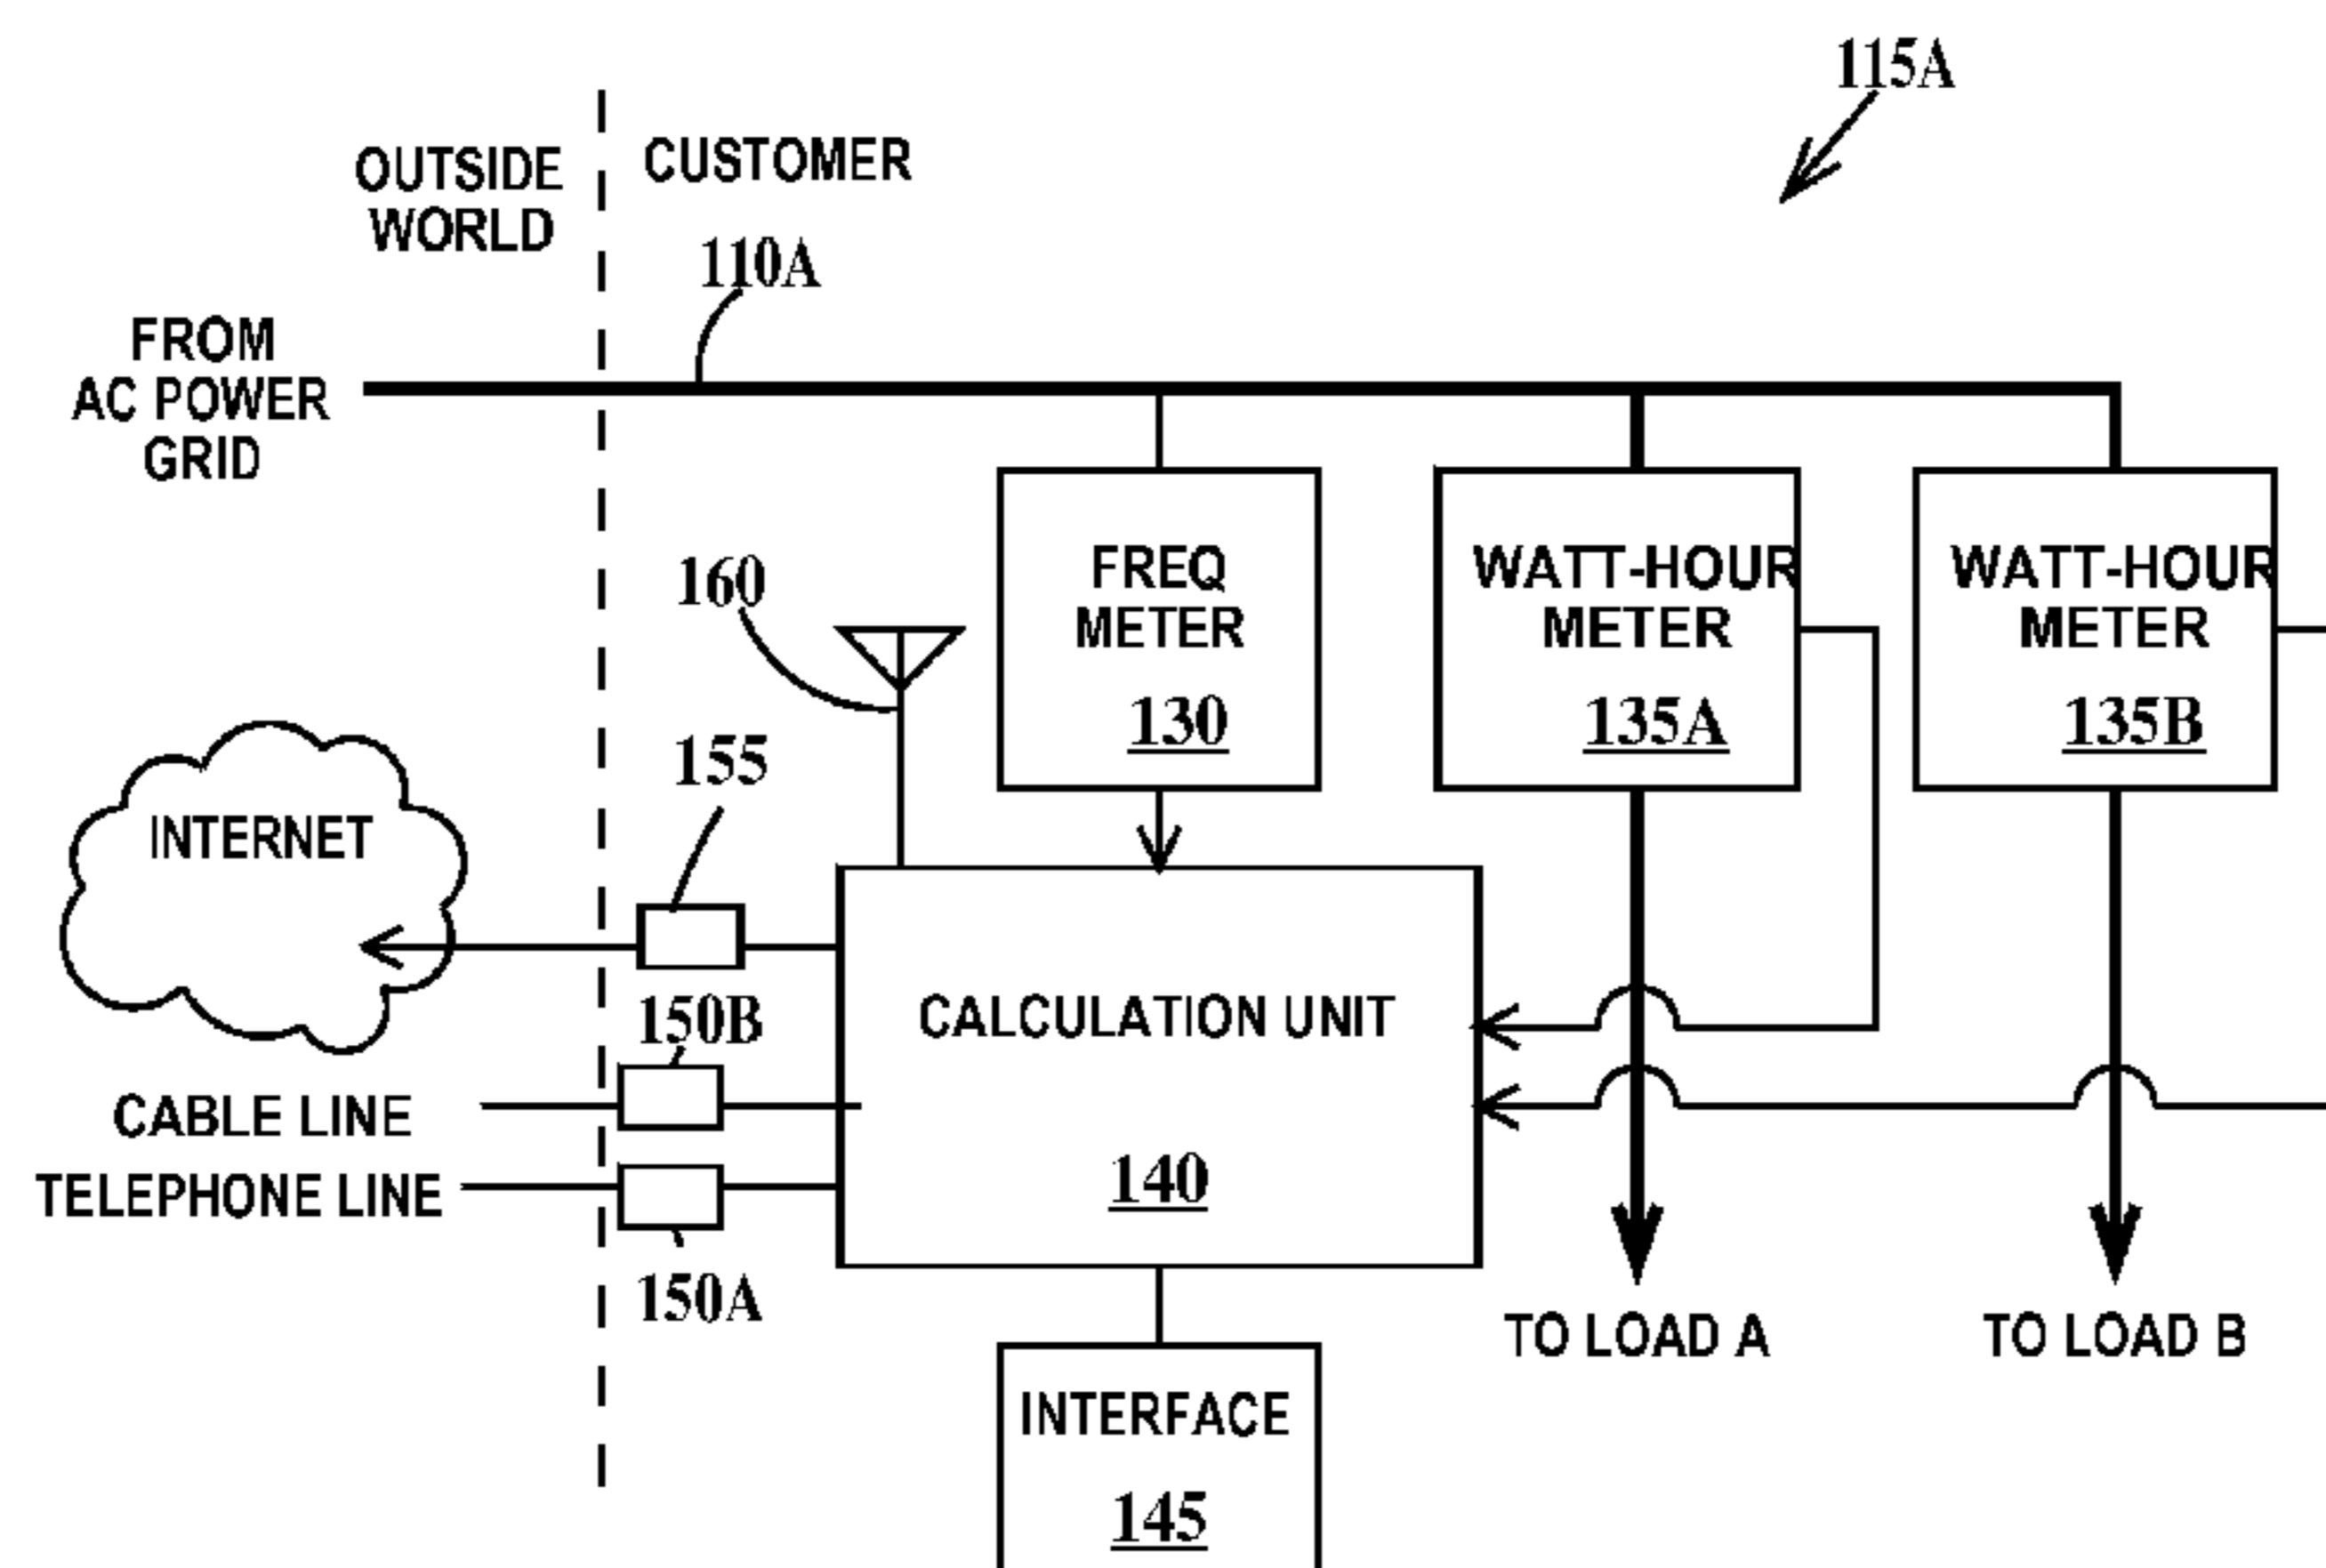 115A
OUTSIDE
WORLD
CUSTOMER
110A
FROM
AC POWER
GRID
160
FREQ
METER
130
WATT-HOUR
METER
135A
WATT-HOUR
METER
135B
155
INTERNET
150B
CALCULATION UNIT
140
CABLE LINE
TELEPHONE LINE
150A
TO LOAD A
TO LOAD B
INTERFACE
145